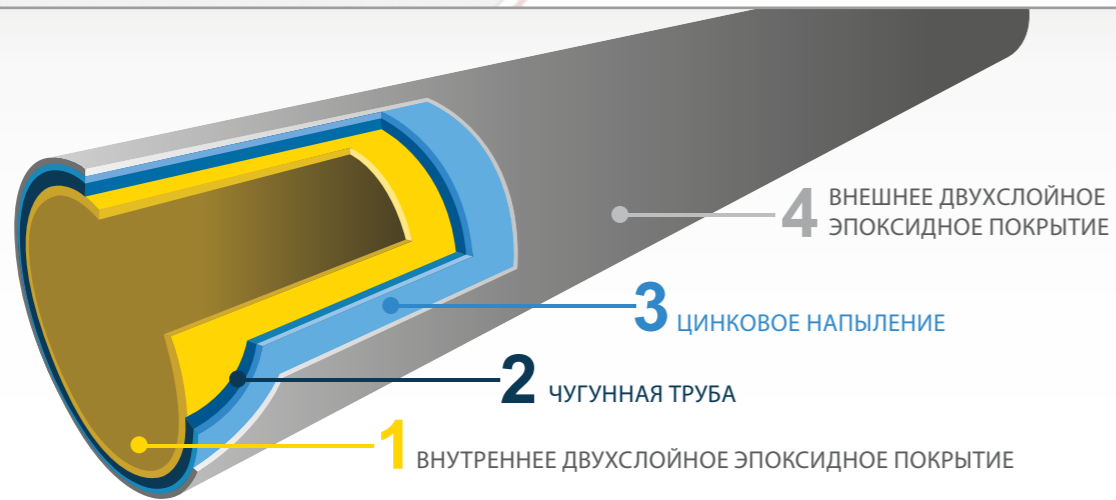 4 ВНЕШНЕЕ ДВУХСЛОЙНОЕ
ЭПОКСИДНОЕ ПОКРЫТИЕ
3 ЦИНКОВОЕ НАПЫЛЕНИЕ
2 ЧУГУННАЯ ТРУБА
1 ВНУТРЕННЕЕ ДВУХСЛОЙНОЕ ЭПОКСИДНОЕ ПОКРЫТИЕ